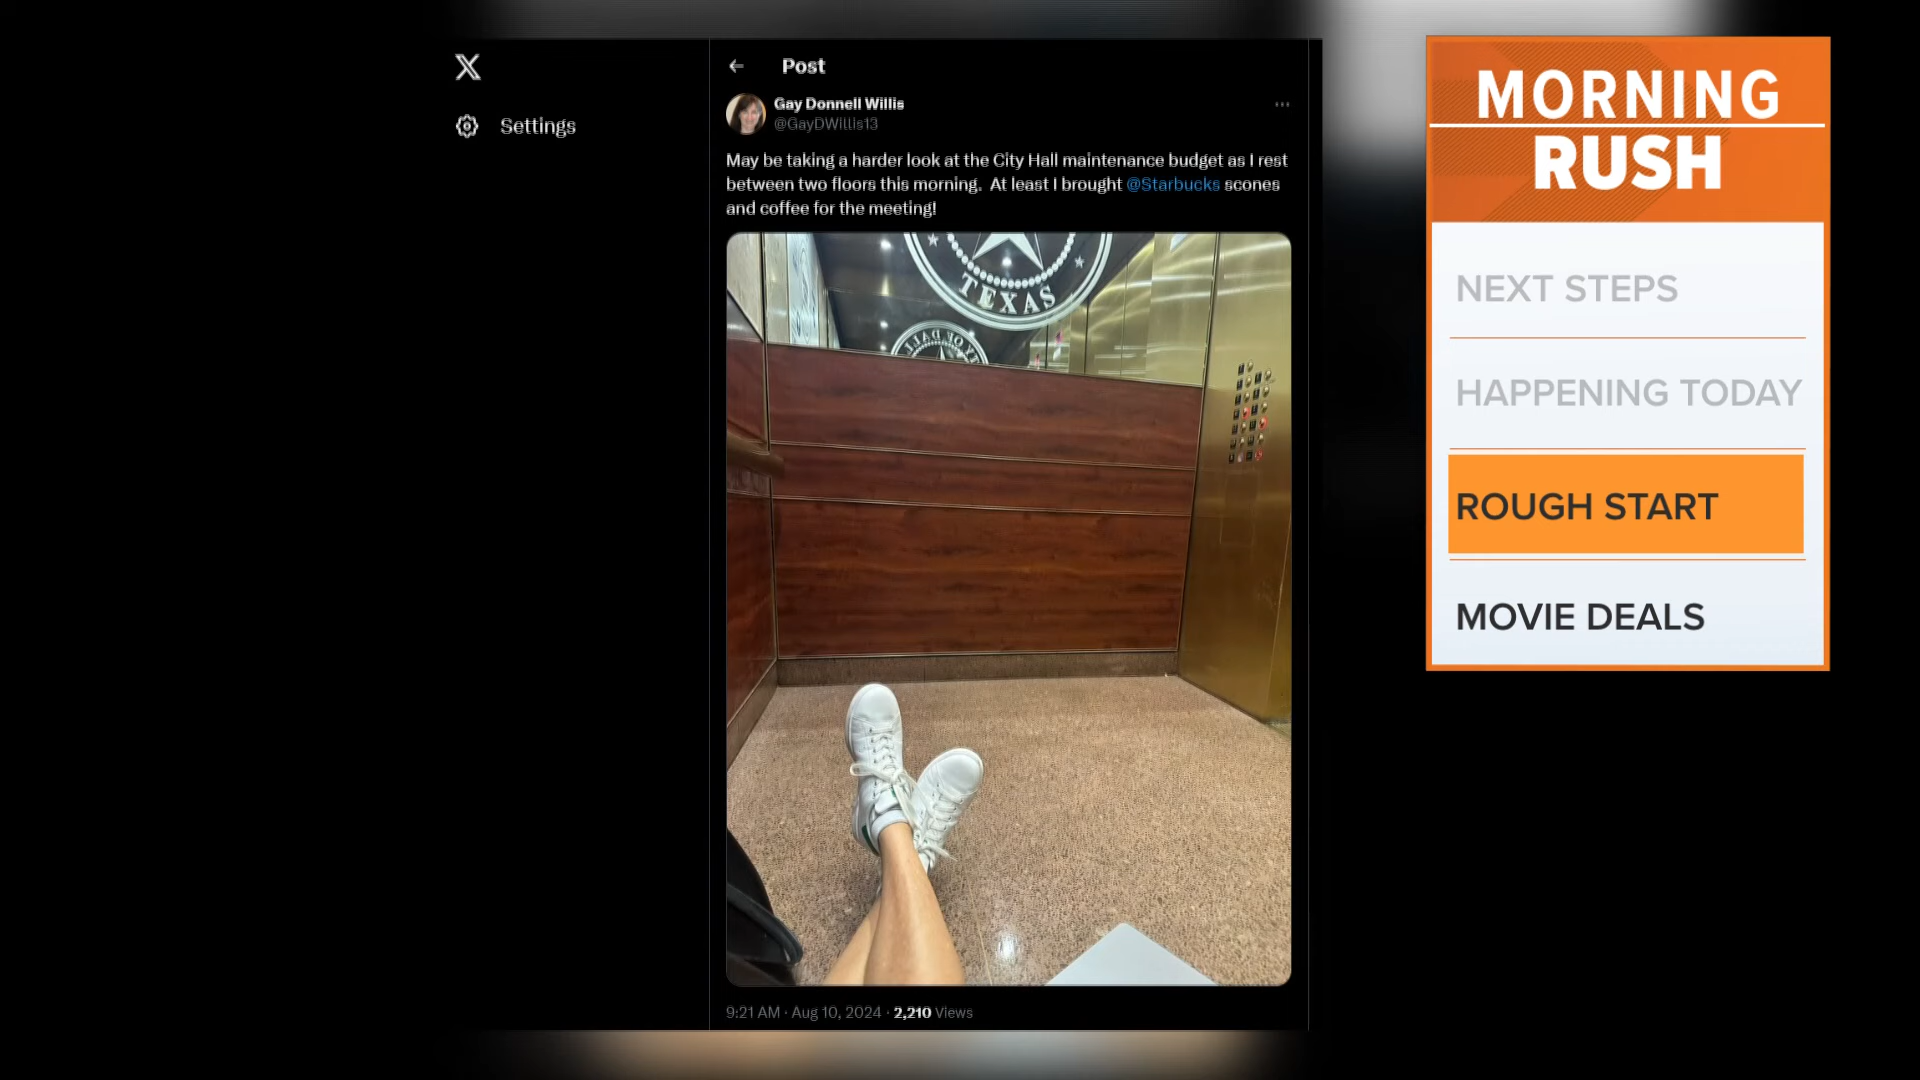 X
Settings
Post
Gay Donnell Willis
@GayDWillis13
May be taking a harder look at the City Hall maintenance budget as I rest
between two floors this morning. At least I brought @Starbucks scones
and coffee for the meeting!
TEXAS
9:21 AM · Aug 10, 2024 · 2,210 Views
MORNING
RUSH
NEXT STEPS
HAPPENING TODAY
ROUGH START
MOVIE DEALS